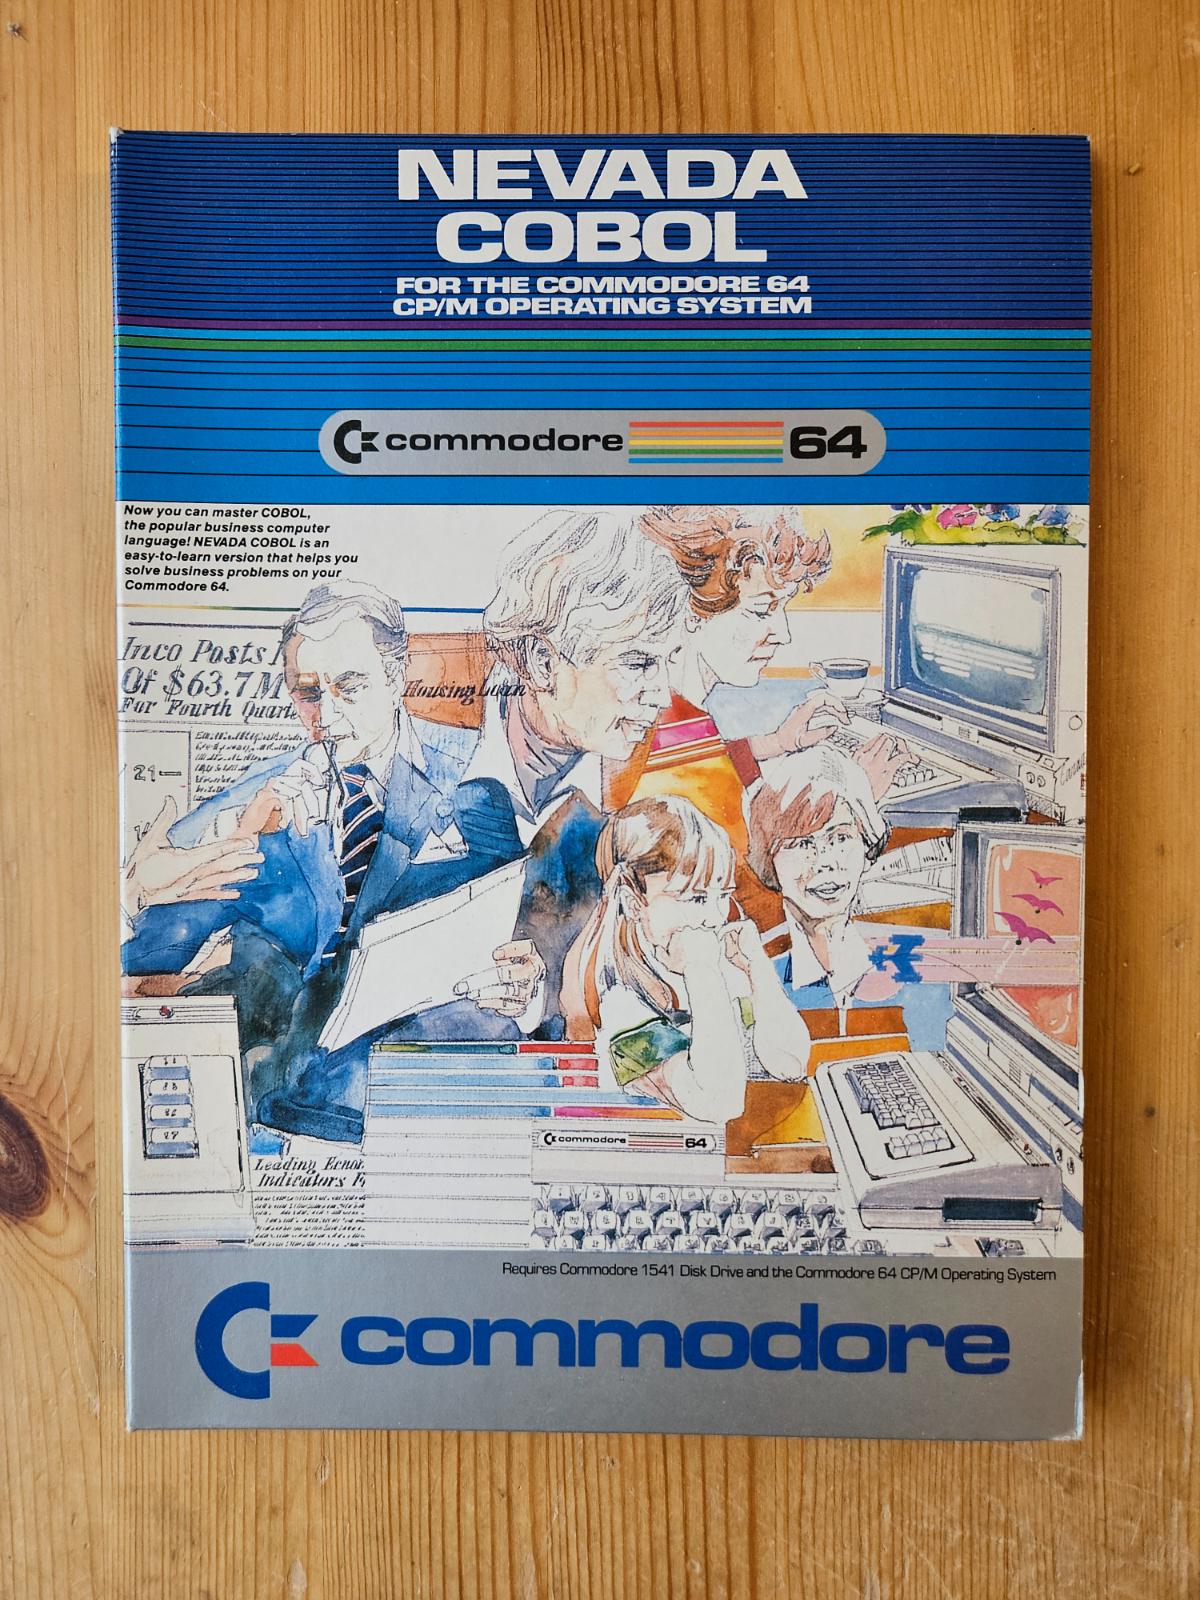 NEVADA
COBOL
FOR THE COMMODORE 64
CP/M OPERATING SYSTEM
commodore 64
Now you can master COBOL,
the popular business computer
language! NEVADA COBOL is an
easy-to-learn version that helps you
solve business problems on your
Commodore 64.
Inco Posts
Of $63.7 M
For Fourth
Housing Loan
21—
commodore 64
Leading
Indicators
Requires Commodore 1541 Disk Drive and the Commodore 64 CP/M Operating System
commodore